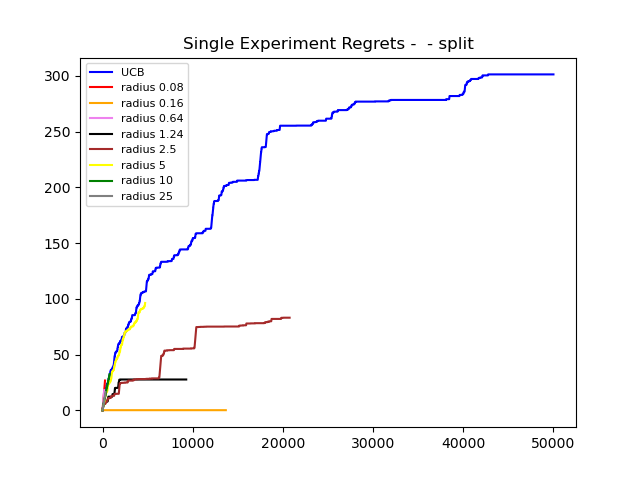 Single Experiment Regrets -  - split
300
250
200
150
100
50
0
UCB
radius 0.08
radius 0.16
radius 0.64
radius 1.24
radius 2.5
radius 5
radius 10
radius 25
0 10000 20000 30000 40000 50000